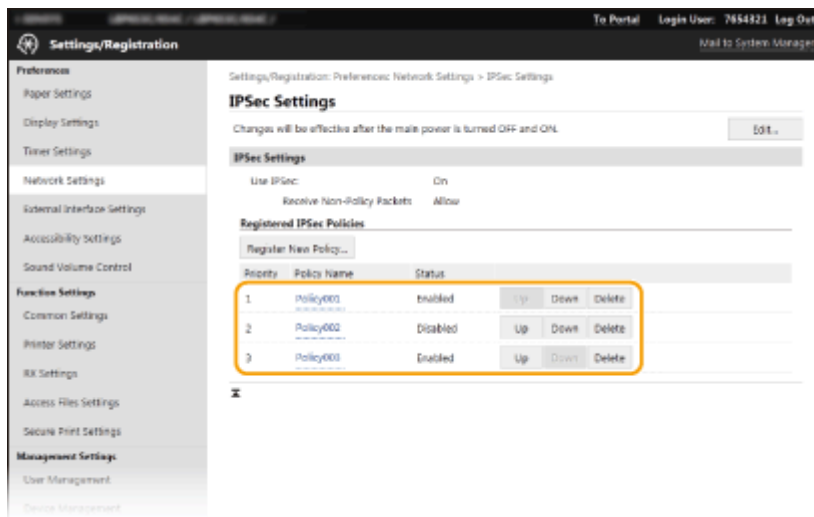 To Portal Login User: 7654321 Log Out
Settings/Registration
Mail to System Manager
Preferences
Paper Settings
Display Settings
Timer Settings
Network Settings
External Interface Settings
Accessibility Settings
Sound Volume Control
Function Settings
Common Settings
Printer Settings
RX Settings
Access Files Settings
Secure Print Settings
Management Settings
User Management
Device Management
Settings/Registration: Preferences: Network Settings > IPSec Settings
IPSec Settings
Changes will be effective after the main power is turned OFF and ON.
Edit...
IPSec Settings
Use IPSec: On
Receive Non-Policy Packets Allow
Registered IPSec Policies
Register New Policy...
Priority Policy Name Status
1 Policy001 Enabled Up Down Delete
2 Policy002 Disabled Up Down Delete
3 Policy003 Enabled Up Down Delete